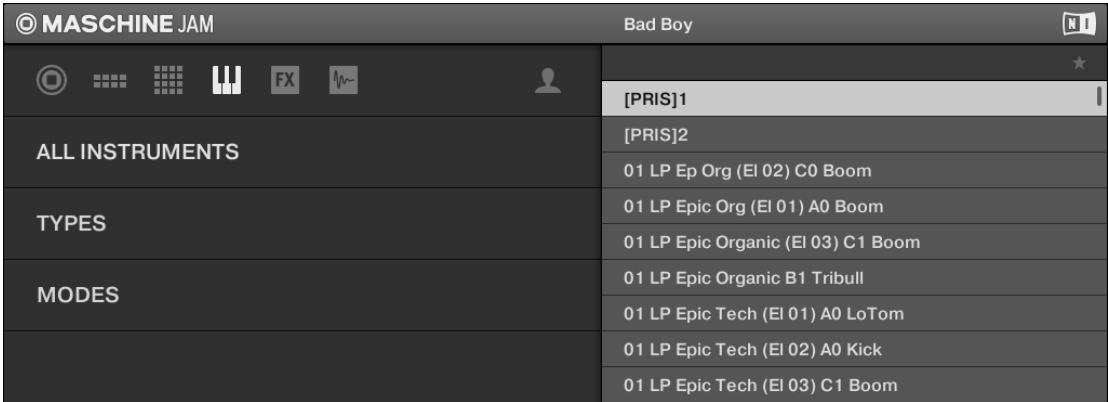 MASCHINE JAM
Bad Boy
NI
FX
ALL INSTRUMENTS
TYPES
MODES
[PRIS]1
[PRIS]2
01 LP Ep Org (El 02) C0 Boom
01 LP Epic Org (El 01) A0 Boom
01 LP Epic Organic (El 03) C1 Boom
01 LP Epic Organic B1 Tribull
01 LP Epic Tech (El 01) A0 LoTom
01 LP Epic Tech (El 02) A0 Kick
01 LP Epic Tech (El 03) C1 Boom